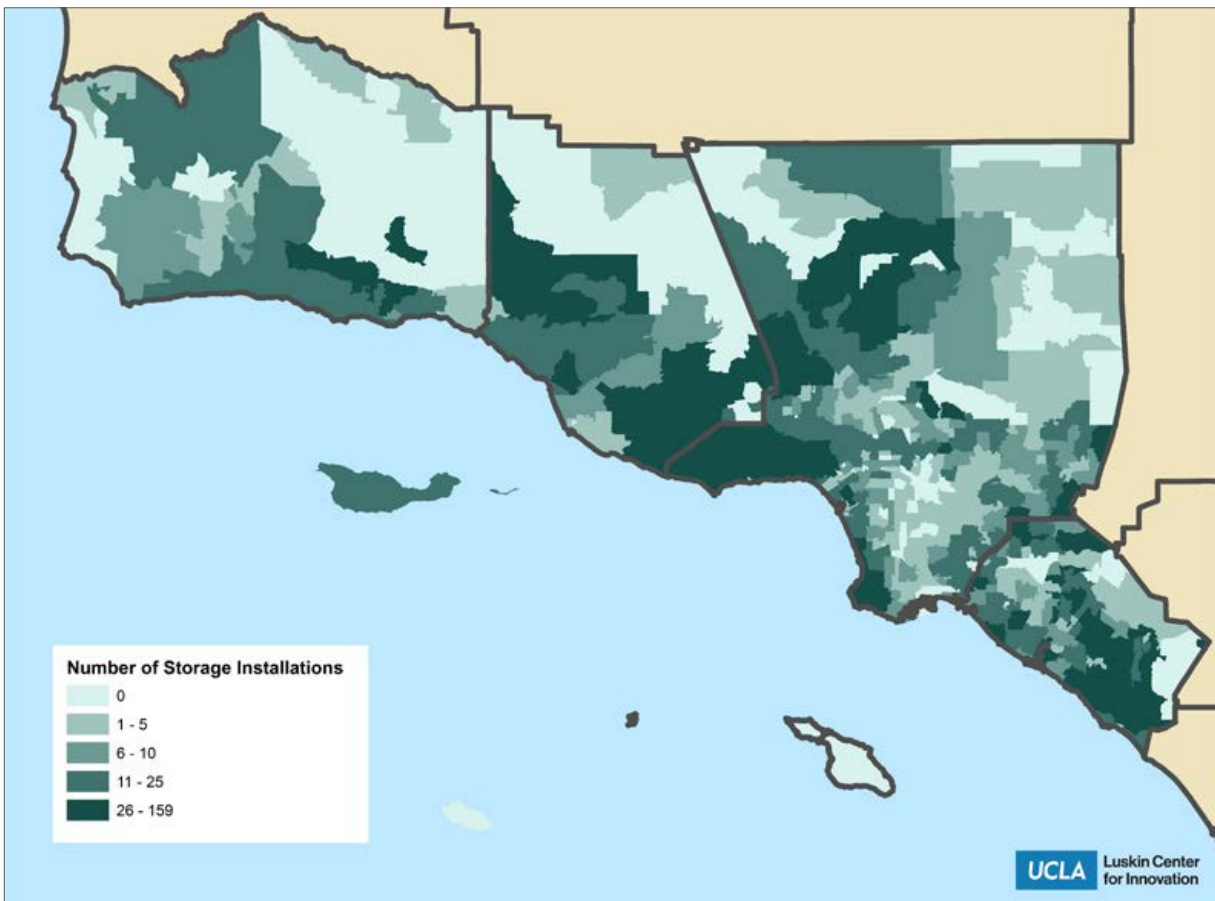 Number of Storage Installations
0
1 - 5
6 - 10
11 - 25
26 - 159
UCLA
Luskin Center
for Innovation